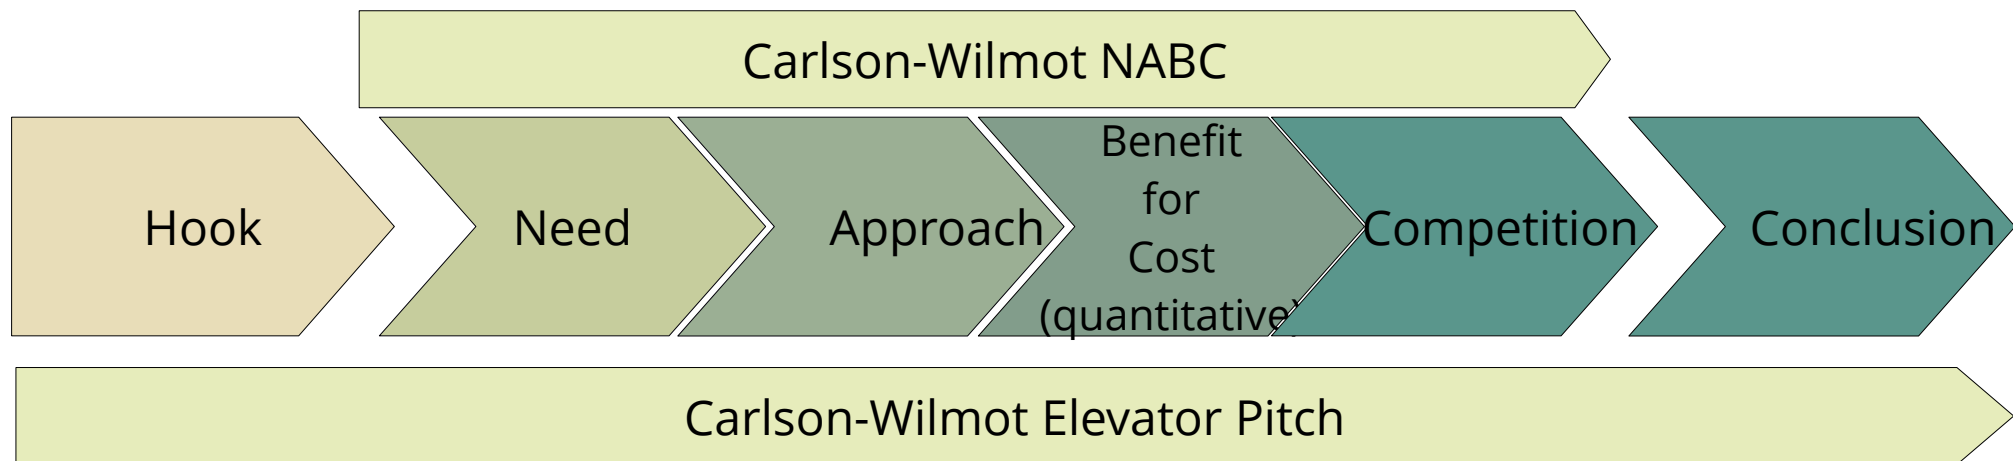 Carlson-Wilmot NABC
Hook
Need
Approach
Benefit
for
Cost
(quantitative)
Competition
Conclusion
Carlson-Wilmot Elevator Pitch